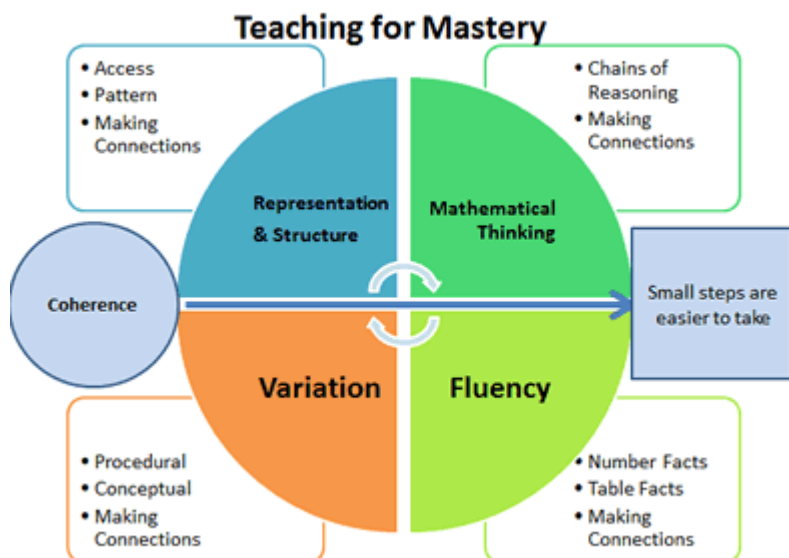 Teaching for Mastery
• Access
• Pattern
• Making
Connections
• Chains of
Reasoning
• Making
Connections
Representation
& Structure
Mathematical
Thinking
Coherence
Small steps are
easier to take
Variation
Fluency
• Procedural
• Conceptual
• Making
Connections
• Number Facts
• Table Facts
• Making
Connections